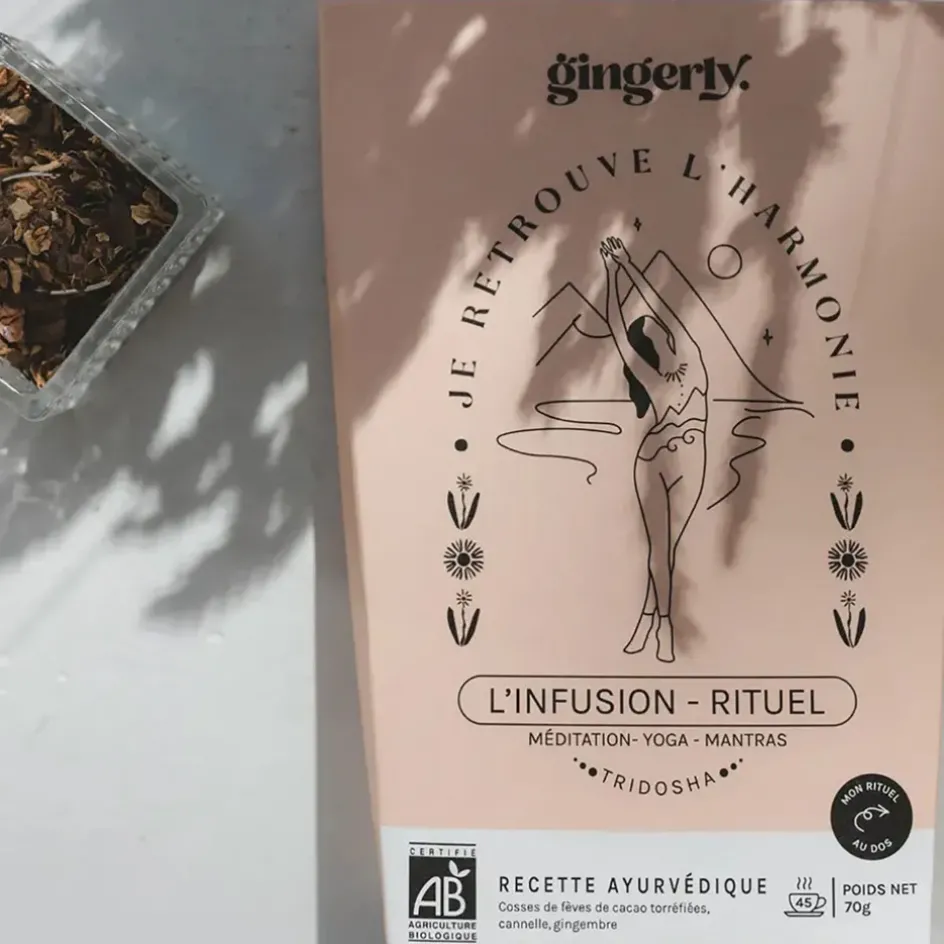 gingerly.
JE RETROUVE L'HARMONIE
L'INFUSION - RITUEL
MÉDITATION- YOGA - MANTRAS
TRIDOSHA
MON RITUEL
AU DOS
CERTIFIÉ
AB
AGRICULTURE
BIOLOGIQUE
RECETTE AYURVÉDIQUE
Cosses de fèves de cacao torréfiées,
cannelle, gingembre
45
POIDS NET
70g